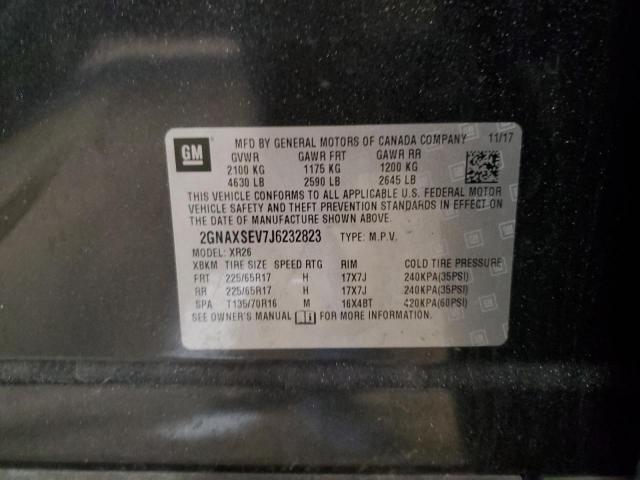 GM
MFD BY GENERAL MOTORS OF CANADA COMPANY 11/17
GVWR GAWR FRT GAWR RR
2100 KG 1175 KG 1200 KG
4630 LB 2590 LB 2645 LB
THIS VEHICLE CONFORMS TO ALL APPLICABLE U.S. FEDERAL MOTOR
VEHICLE SAFETY AND THEFT PREVENTION STANDARDS IN EFFECT ON
THE DATE OF MANUFACTURE SHOWN ABOVE.
2GNAXSEV7J6232823 TYPE: M.P.V.
MODEL: XR26
XBKM TIRE SIZE SPEED RTG RIM COLD TIRE PRESSURE
FRT 225/65R17 H 17X7J 240KPA(35PSI)
RR 225/65R17 H 17X7J 240KPA(35PSI)
SPA T135/70R16 M 16X4BT 420KPA(60PSI)
SEE OWNER'S MANUAL FOR MORE INFORMATION.